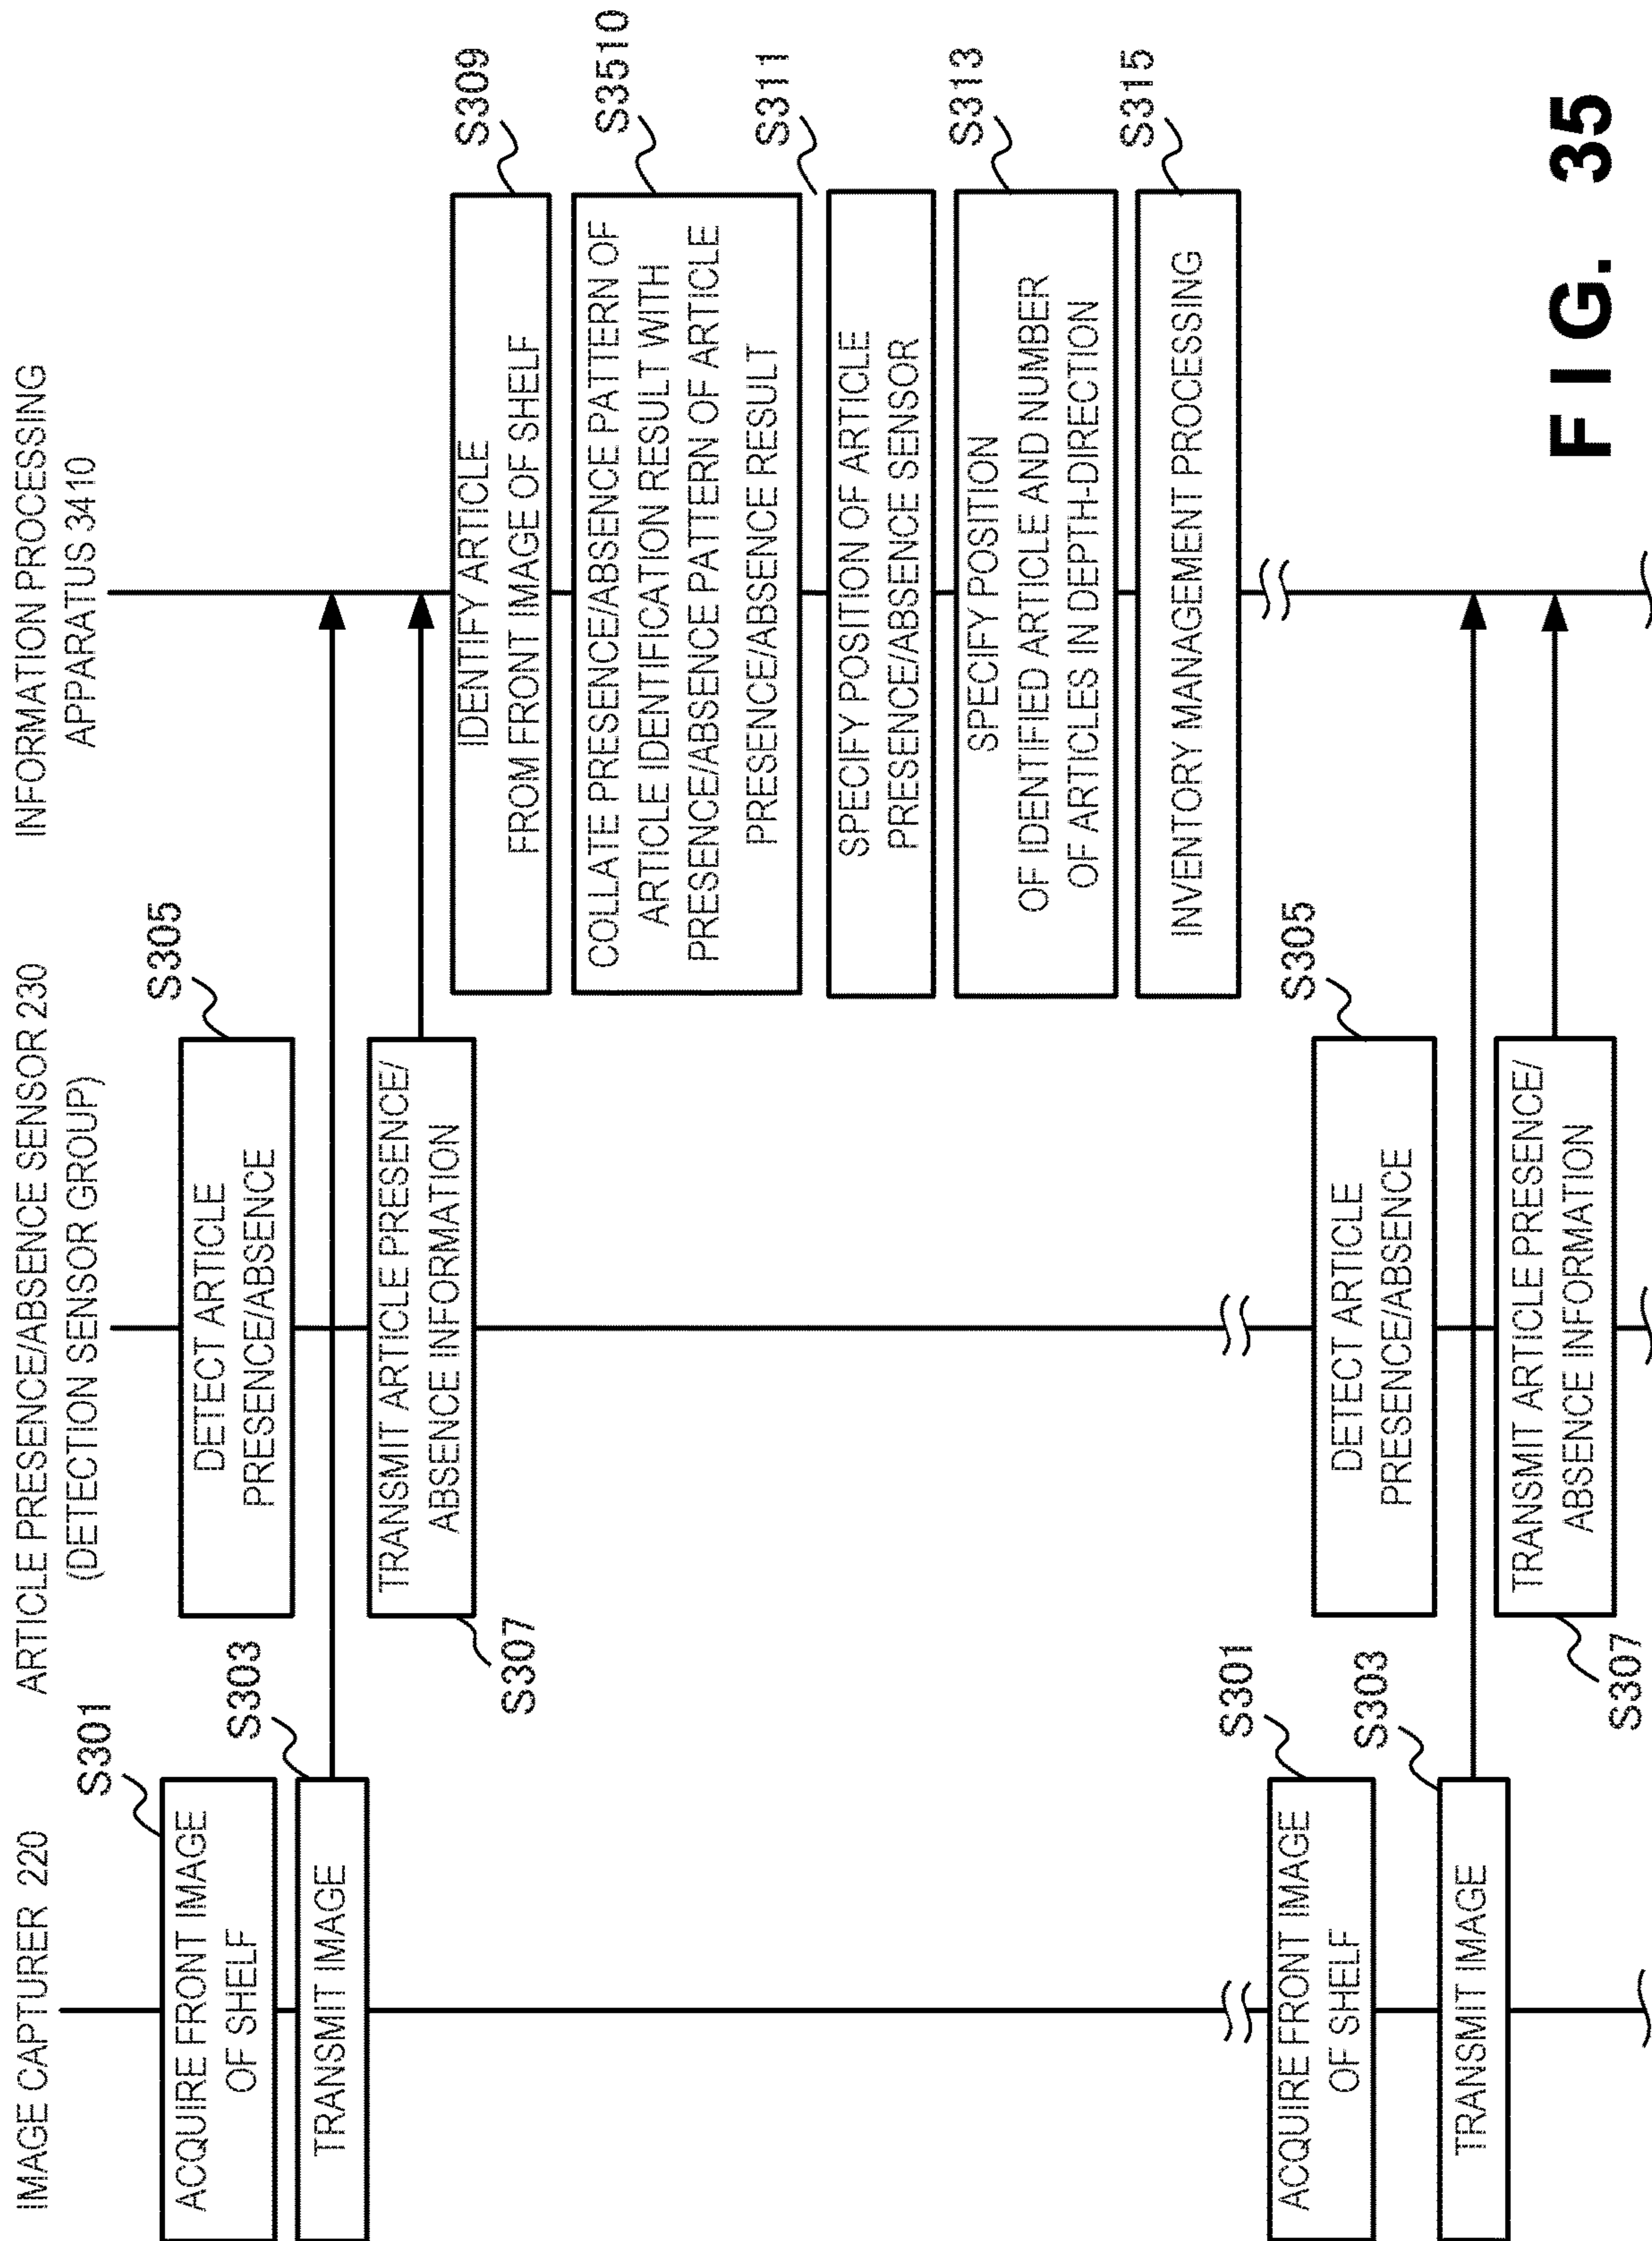 IMAGE CAPTURER 220
ARTICLE PRESENCE/ABSENCE SENSOR 230
(DETECTION SENSOR GROUP)
INFORMATION PROCESSING
APPARATUS 3410
S301
ACQUIRE FRONT IMAGE
OF SHELF
S305
DETECT ARTICLE
PRESENCE/ABSENCE
S303
TRANSMIT IMAGE
TRANSMIT ARTICLE PRESENCE/
ABSENCE INFORMATION
S307
S309
IDENTIFY ARTICLE
FROM FRONT IMAGE OF SHELF
S3510
COLLATE PRESENCE/ABSENCE PATTERN OF
ARTICLE IDENTIFICATION RESULT WITH
PRESENCE/ABSENCE PATTERN OF ARTICLE
PRESENCE/ABSENCE RESULT
S311
SPECIFY POSITION OF ARTICLE
PRESENCE/ABSENCE SENSOR
S313
SPECIFY POSITION
OF IDENTIFIED ARTICLE AND NUMBER
OF ARTICLES IN DEPTH-DIRECTION
S315
INVENTORY MANAGEMENT PROCESSING
S301
ACQUIRE FRONT IMAGE
OF SHELF
S305
DETECT ARTICLE
PRESENCE/ABSENCE
S303
TRANSMIT IMAGE
TRANSMIT ARTICLE PRESENCE/
ABSENCE INFORMATION
S307
FIG. 35